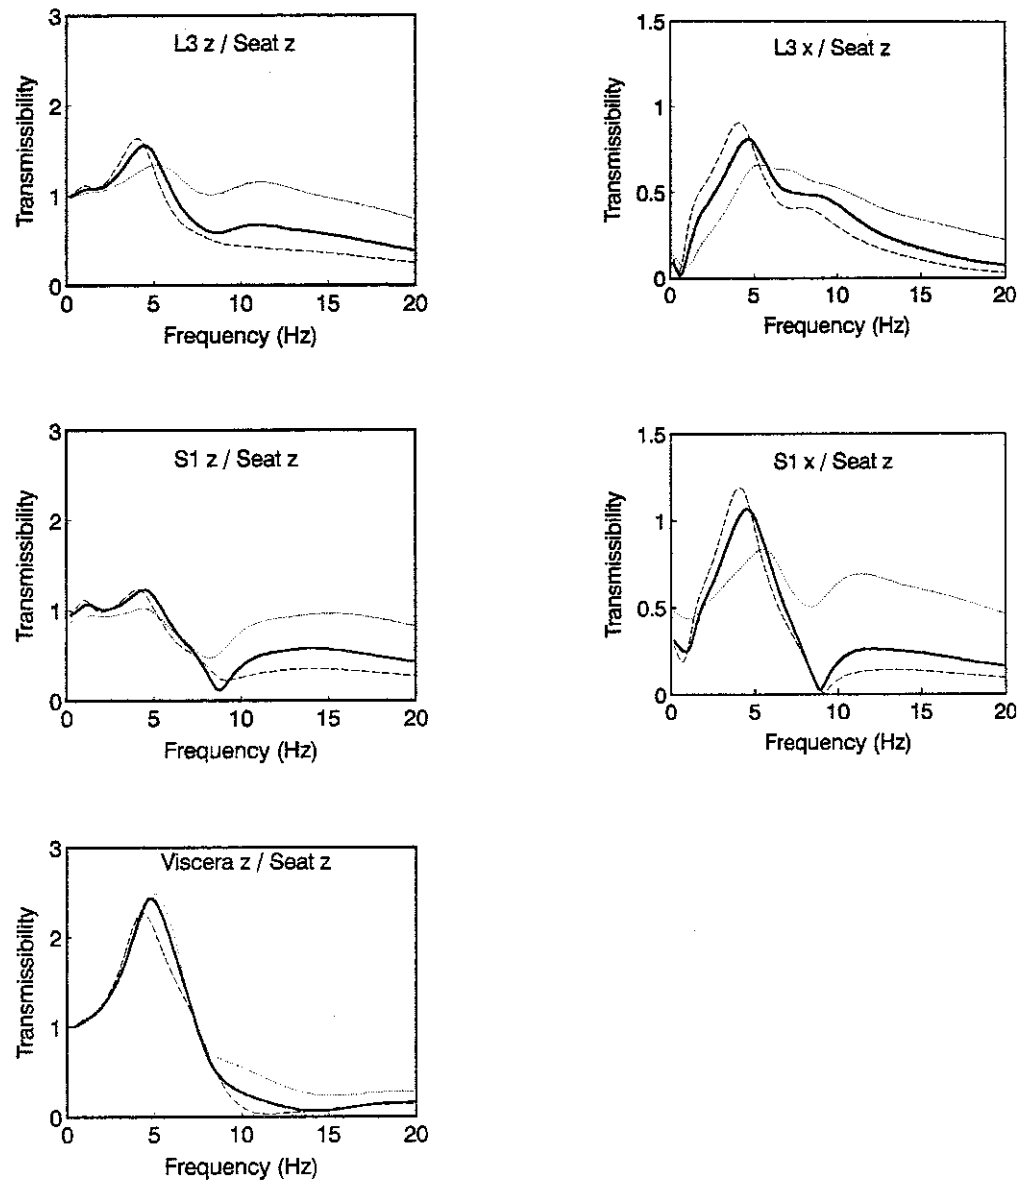 3
L3 z / Seat z
2
1
0
Transmissibility
0 5 10 15 20
Frequency (Hz)
1.5
L3 x / Seat z
1
0.5
0
Transmissibility
0 5 10 15 20
Frequency (Hz)
3
S1 z / Seat z
2
1
0
Transmissibility
0 5 10 15 20
Frequency (Hz)
1.5
S1 x / Seat z
1
0.5
0
Transmissibility
0 5 10 15 20
Frequency (Hz)
3
Viscera z / Seat z
2
1
0
Transmissibility
0 5 10 15 20
Frequency (Hz)